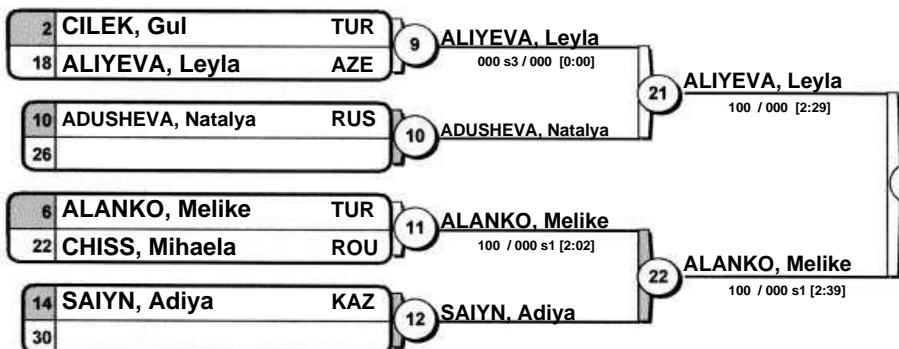 2 CILEK, Gul TUR
18 ALIYEVA, Leyla AZE
9
ALIYEVA, Leyla
000 s3 / 000 [0:00]
10 ADUSHEVA, Natalya RUS
26
10
ADUSHEVA, Natalya
21
ALIYEVA, Leyla
100 / 000 [2:29]
6 ALANKO, Melike TUR
22 CHISS, Mihaela ROU
11
ALANKO, Melike
100 / 000 s1 [2:02]
14 SAIYN, Adiya KAZ
30
12
SAIYN, Adiya
22
ALANKO, Melike
100 / 000 s1 [2:39]